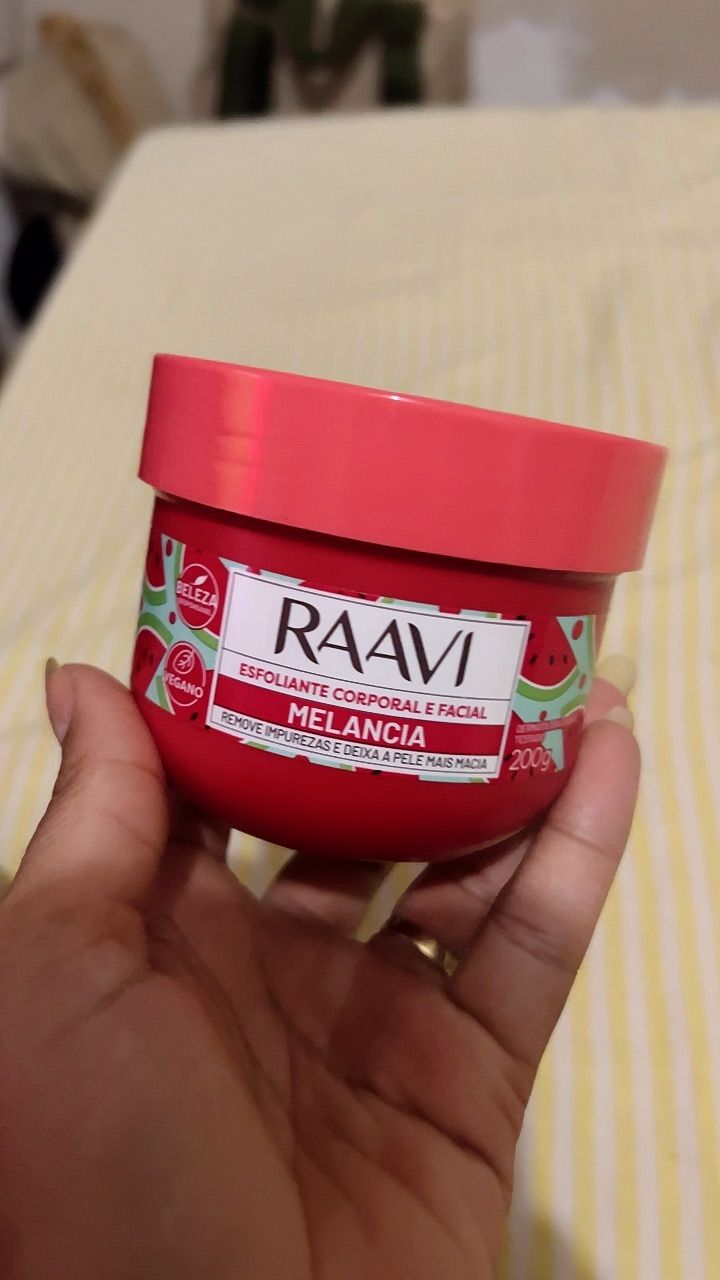 BELEZA
VEGANO
RAAVI
ESFOLIANTE CORPORAL E FACIAL
MELANCIA
REMOVE IMPUREZAS E DEIXA A PELE MAIS MACIA
200g